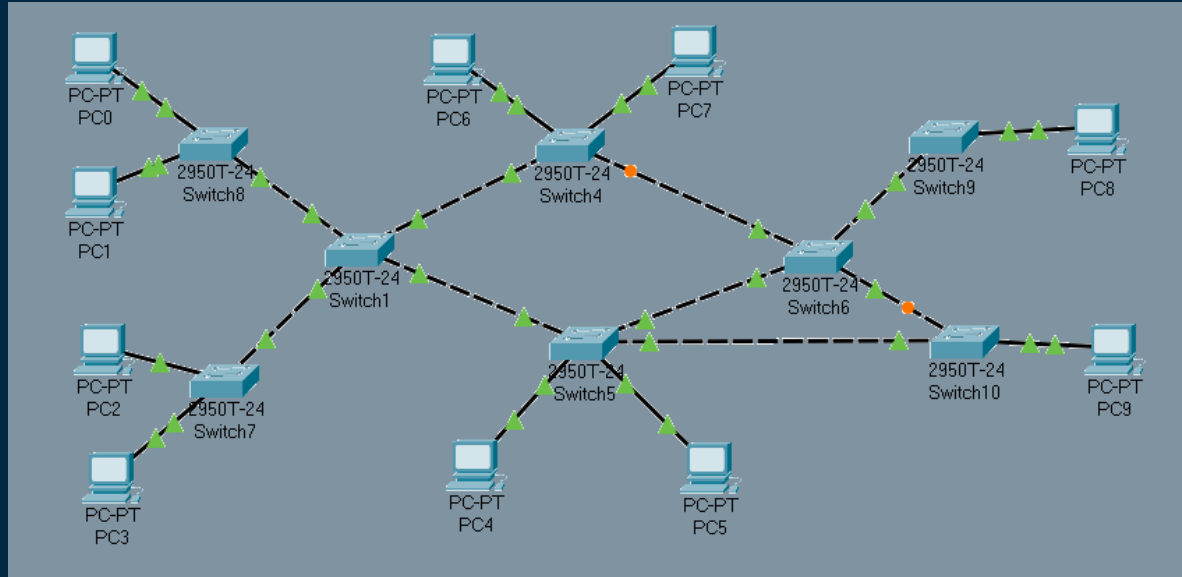 PC-PT
PC0
PC-PT
PC1
2950T-24
Switch8
PC-PT
PC6
PC-PT
PC7
2950T-24
Switch4
2950T-24
Switch9
PC-PT
PC8
2950T-24
Switch1
2950T-24
Switch6
PC-PT
PC2
2950T-24
Switch7
PC-PT
PC3
2950T-24
Switch5
2950T-24
Switch10
PC-PT
PC9
PC-PT
PC4
PC-PT
PC5